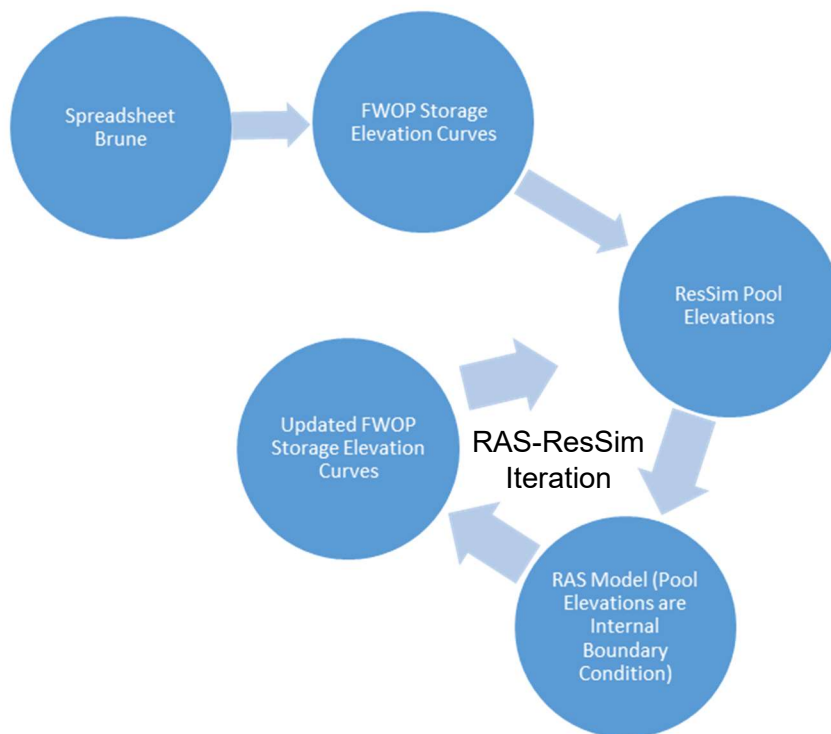 Spreadsheet
Brune
FWOP Storage
Elevation Curves
ResSim Pool
Elevations
Updated FWOP
Storage Elevation
Curves
RAS-ResSim
Iteration
RAS Model (Pool
Elevations are
Internal
Boundary
Condition)